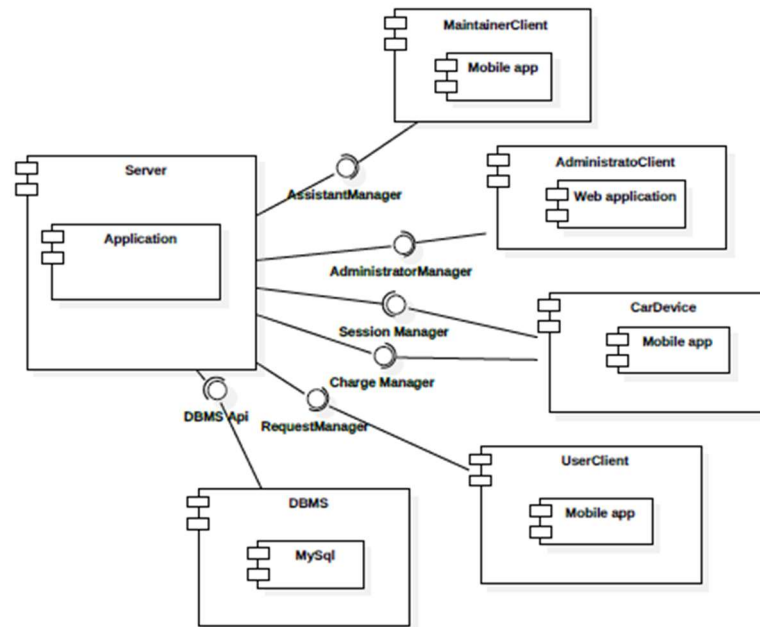 MaintainerClient
Mobile app
Server
AdministratoClient
Web application
AssistantManager
Application
AdministratorManager
CarDevice
Session Manager
Mobile app
Charge Manager
DBMS Api
RequestManager
UserClient
DBMS
Mobile app
MySql